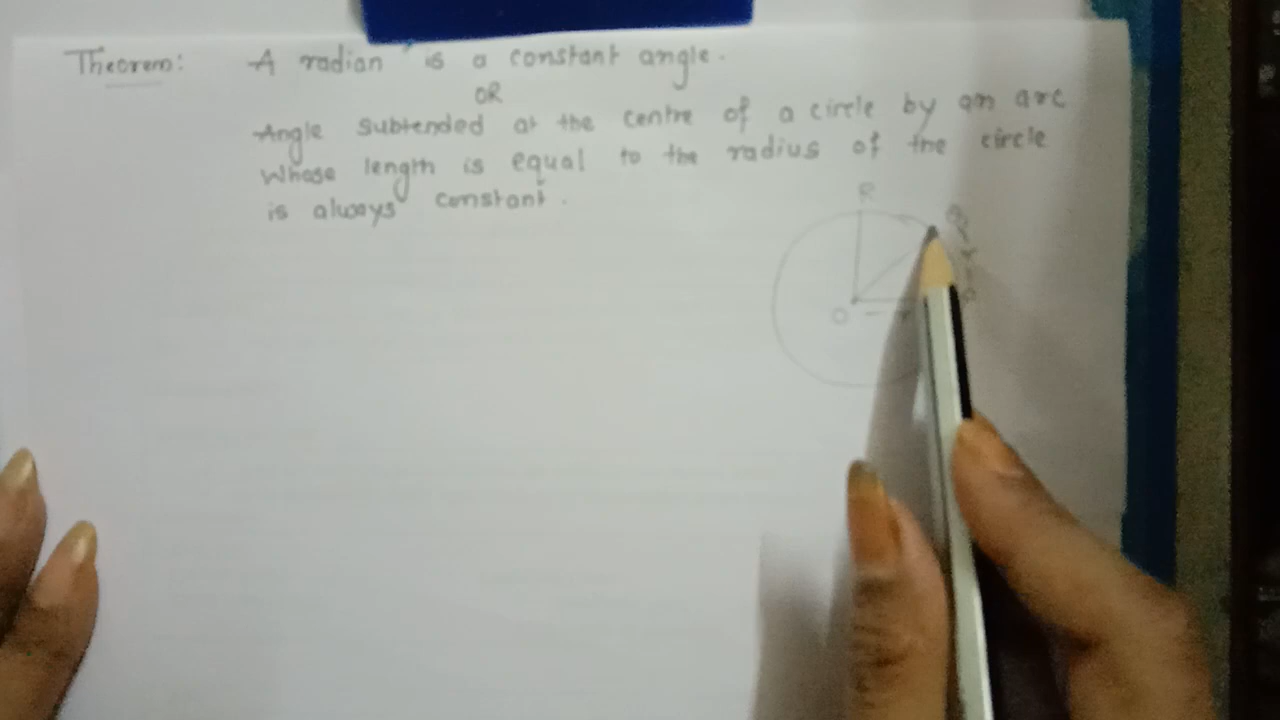 Theorem: A radian is a constant angle.
OR
Angle subtended at the centre of a circle by an arc
whose length is equal to the radius of the circle
is always constant.
R
Q
r
O
r
P